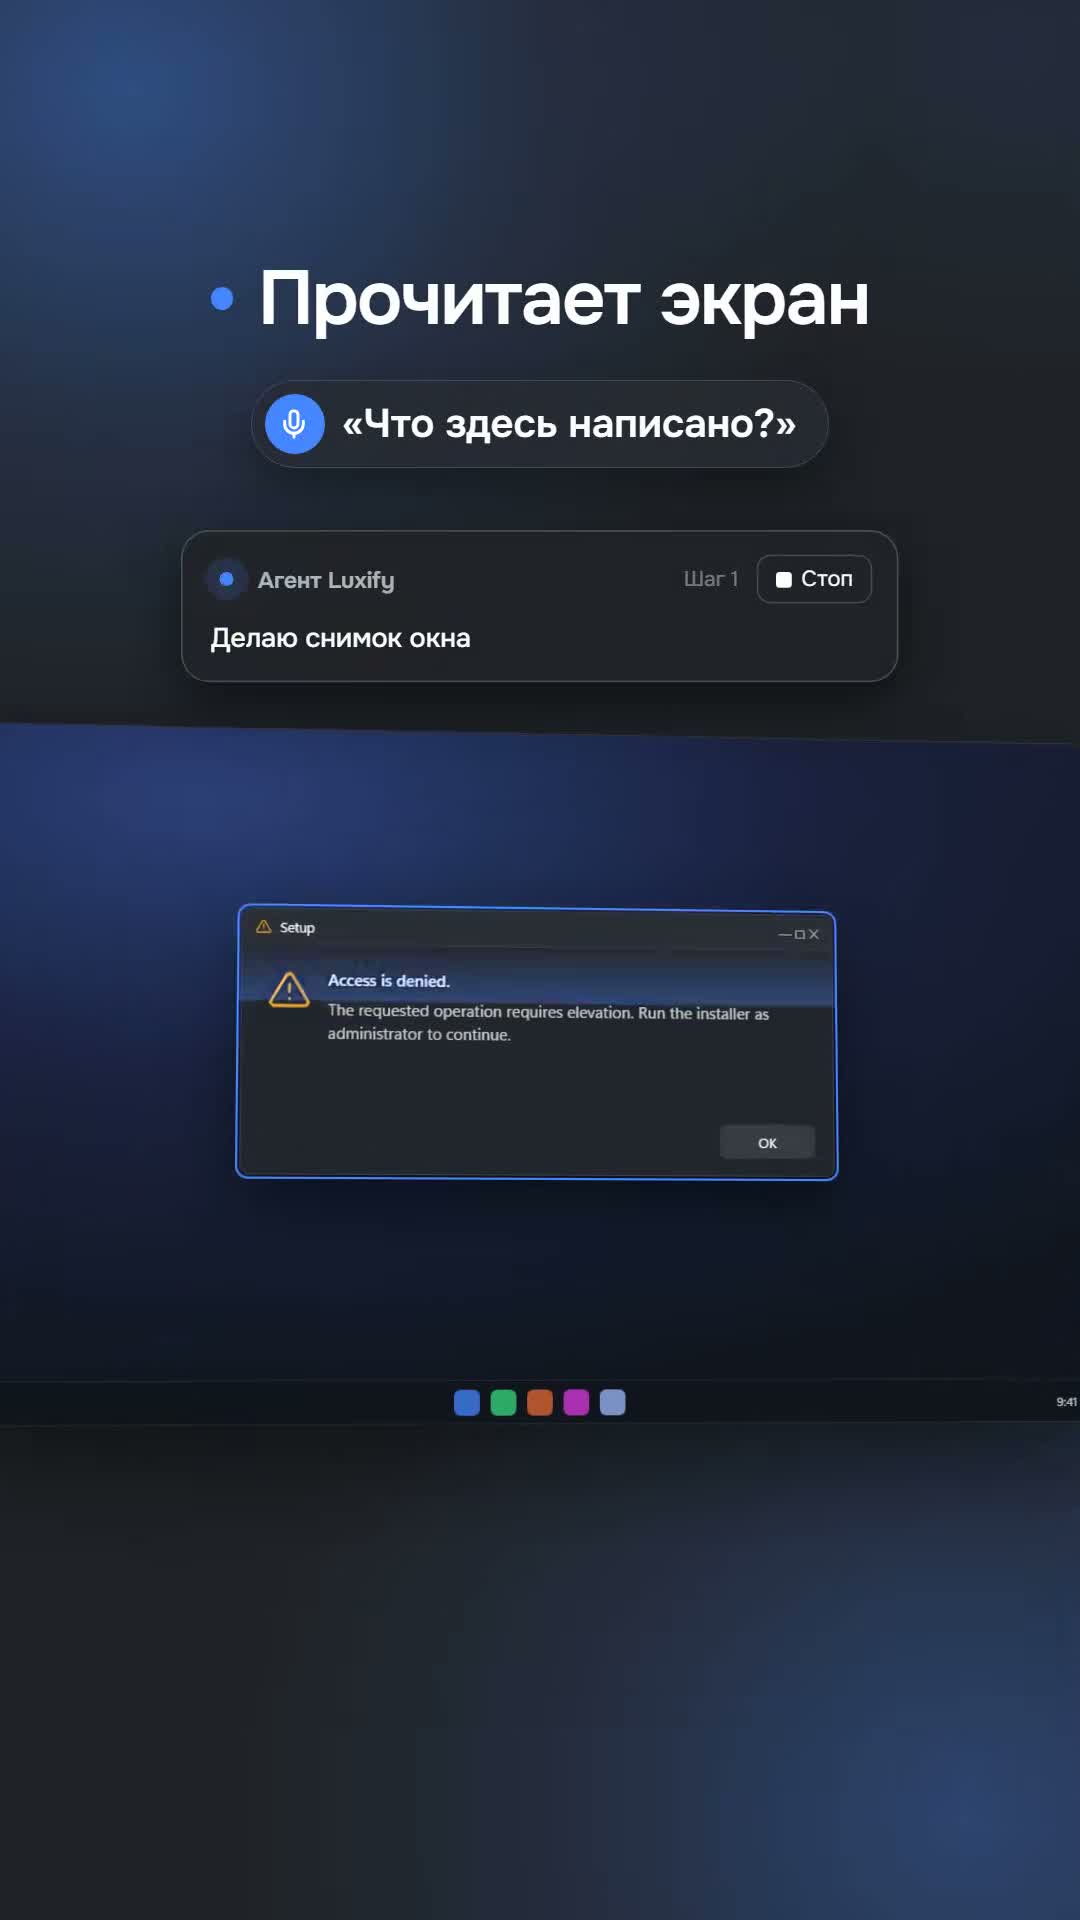 Прочитает экран
«Что здесь написано?»
Агент Luxify
Шаг 1
Стоп
Делаю снимок окна
Setup
Access is denied.
The requested operation requires elevation. Run the installer as
administrator to continue.
OK
9:41